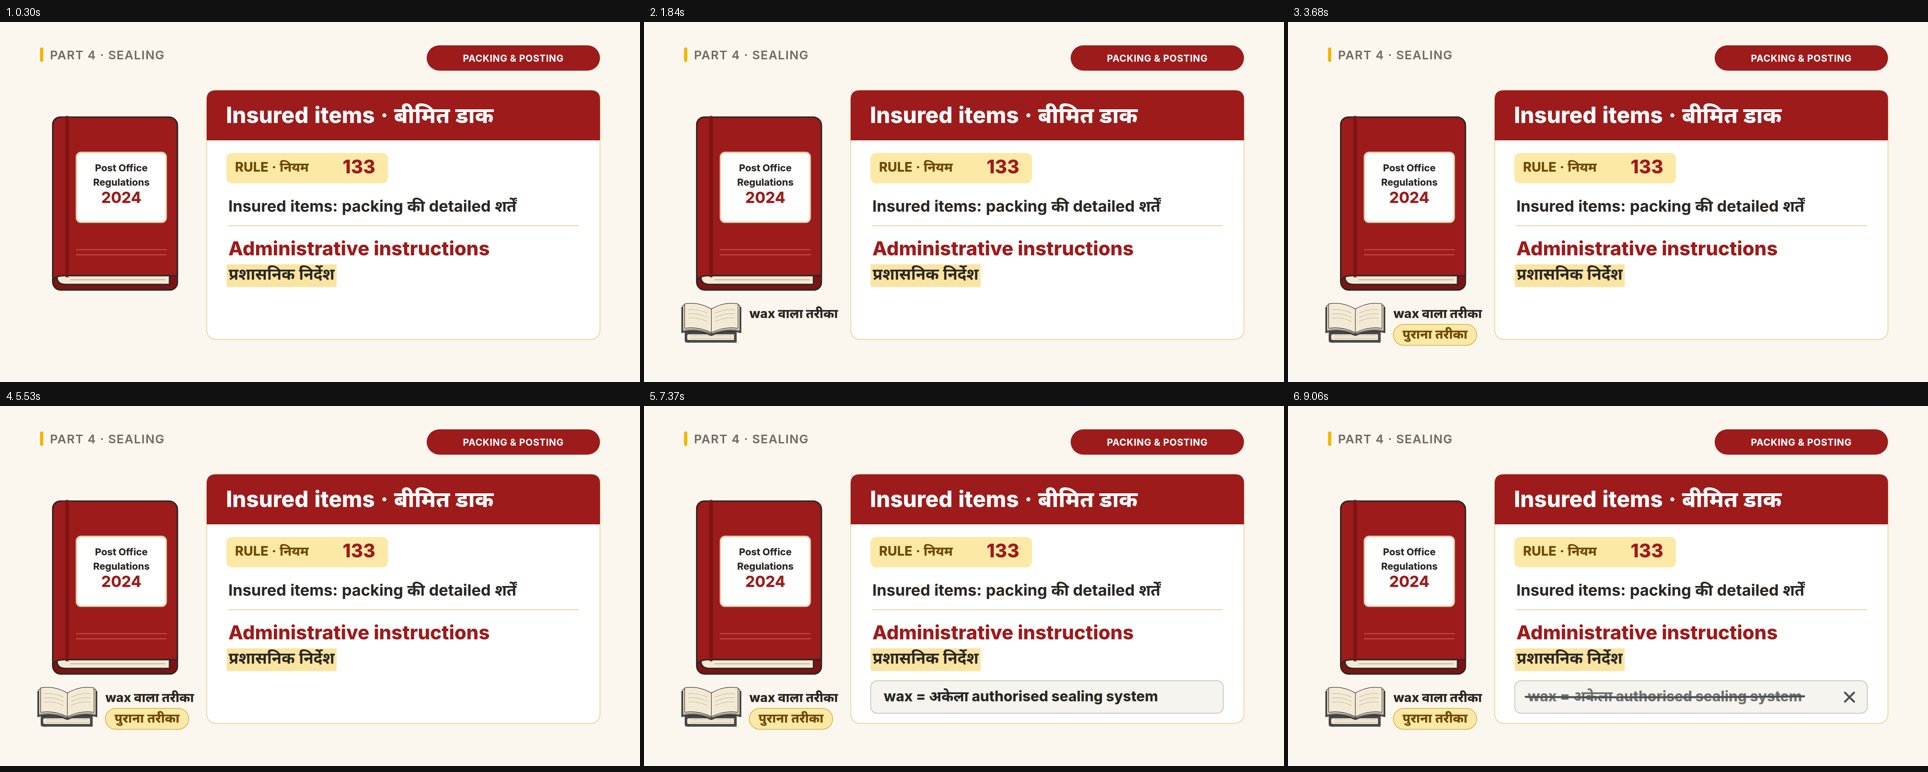 1. 0.30s
PART 4 · SEALING
PACKING & POSTING
Post Office
Regulations
2024
Insured items · बीमित डाक
RULE · नियम 133
Insured items: packing की detailed शर्तें
Administrative instructions
प्रशासनिक निर्देश
2. 1.84s
PART 4 · SEALING
PACKING & POSTING
Post Office
Regulations
2024
Insured items · बीमित डाक
RULE · नियम 133
Insured items: packing की detailed शर्तें
Administrative instructions
प्रशासनिक निर्देश
wax वाला तरीका
3. 3.68s
PART 4 · SEALING
PACKING & POSTING
Post Office
Regulations
2024
Insured items · बीमित डाक
RULE · नियम 133
Insured items: packing की detailed शर्तें
Administrative instructions
प्रशासनिक निर्देश
wax वाला तरीका
पुराना तरीका
4. 5.53s
PART 4 · SEALING
PACKING & POSTING
Post Office
Regulations
2024
Insured items · बीमित डाक
RULE · नियम 133
Insured items: packing की detailed शर्तें
Administrative instructions
प्रशासनिक निर्देश
wax वाला तरीका
पुराना तरीका
5. 7.37s
PART 4 · SEALING
PACKING & POSTING
Post Office
Regulations
2024
Insured items · बीमित डाक
RULE · नियम 133
Insured items: packing की detailed शर्तें
Administrative instructions
प्रशासनिक निर्देश
wax = अकेला authorised sealing system
wax वाला तरीका
पुराना तरीका
6. 9.06s
PART 4 · SEALING
PACKING & POSTING
Post Office
Regulations
2024
Insured items · बीमित डाक
RULE · नियम 133
Insured items: packing की detailed शर्तें
Administrative instructions
प्रशासनिक निर्देश
wax = अकेला authorised sealing system ✕
wax वाला तरीका
पुराना तरीका